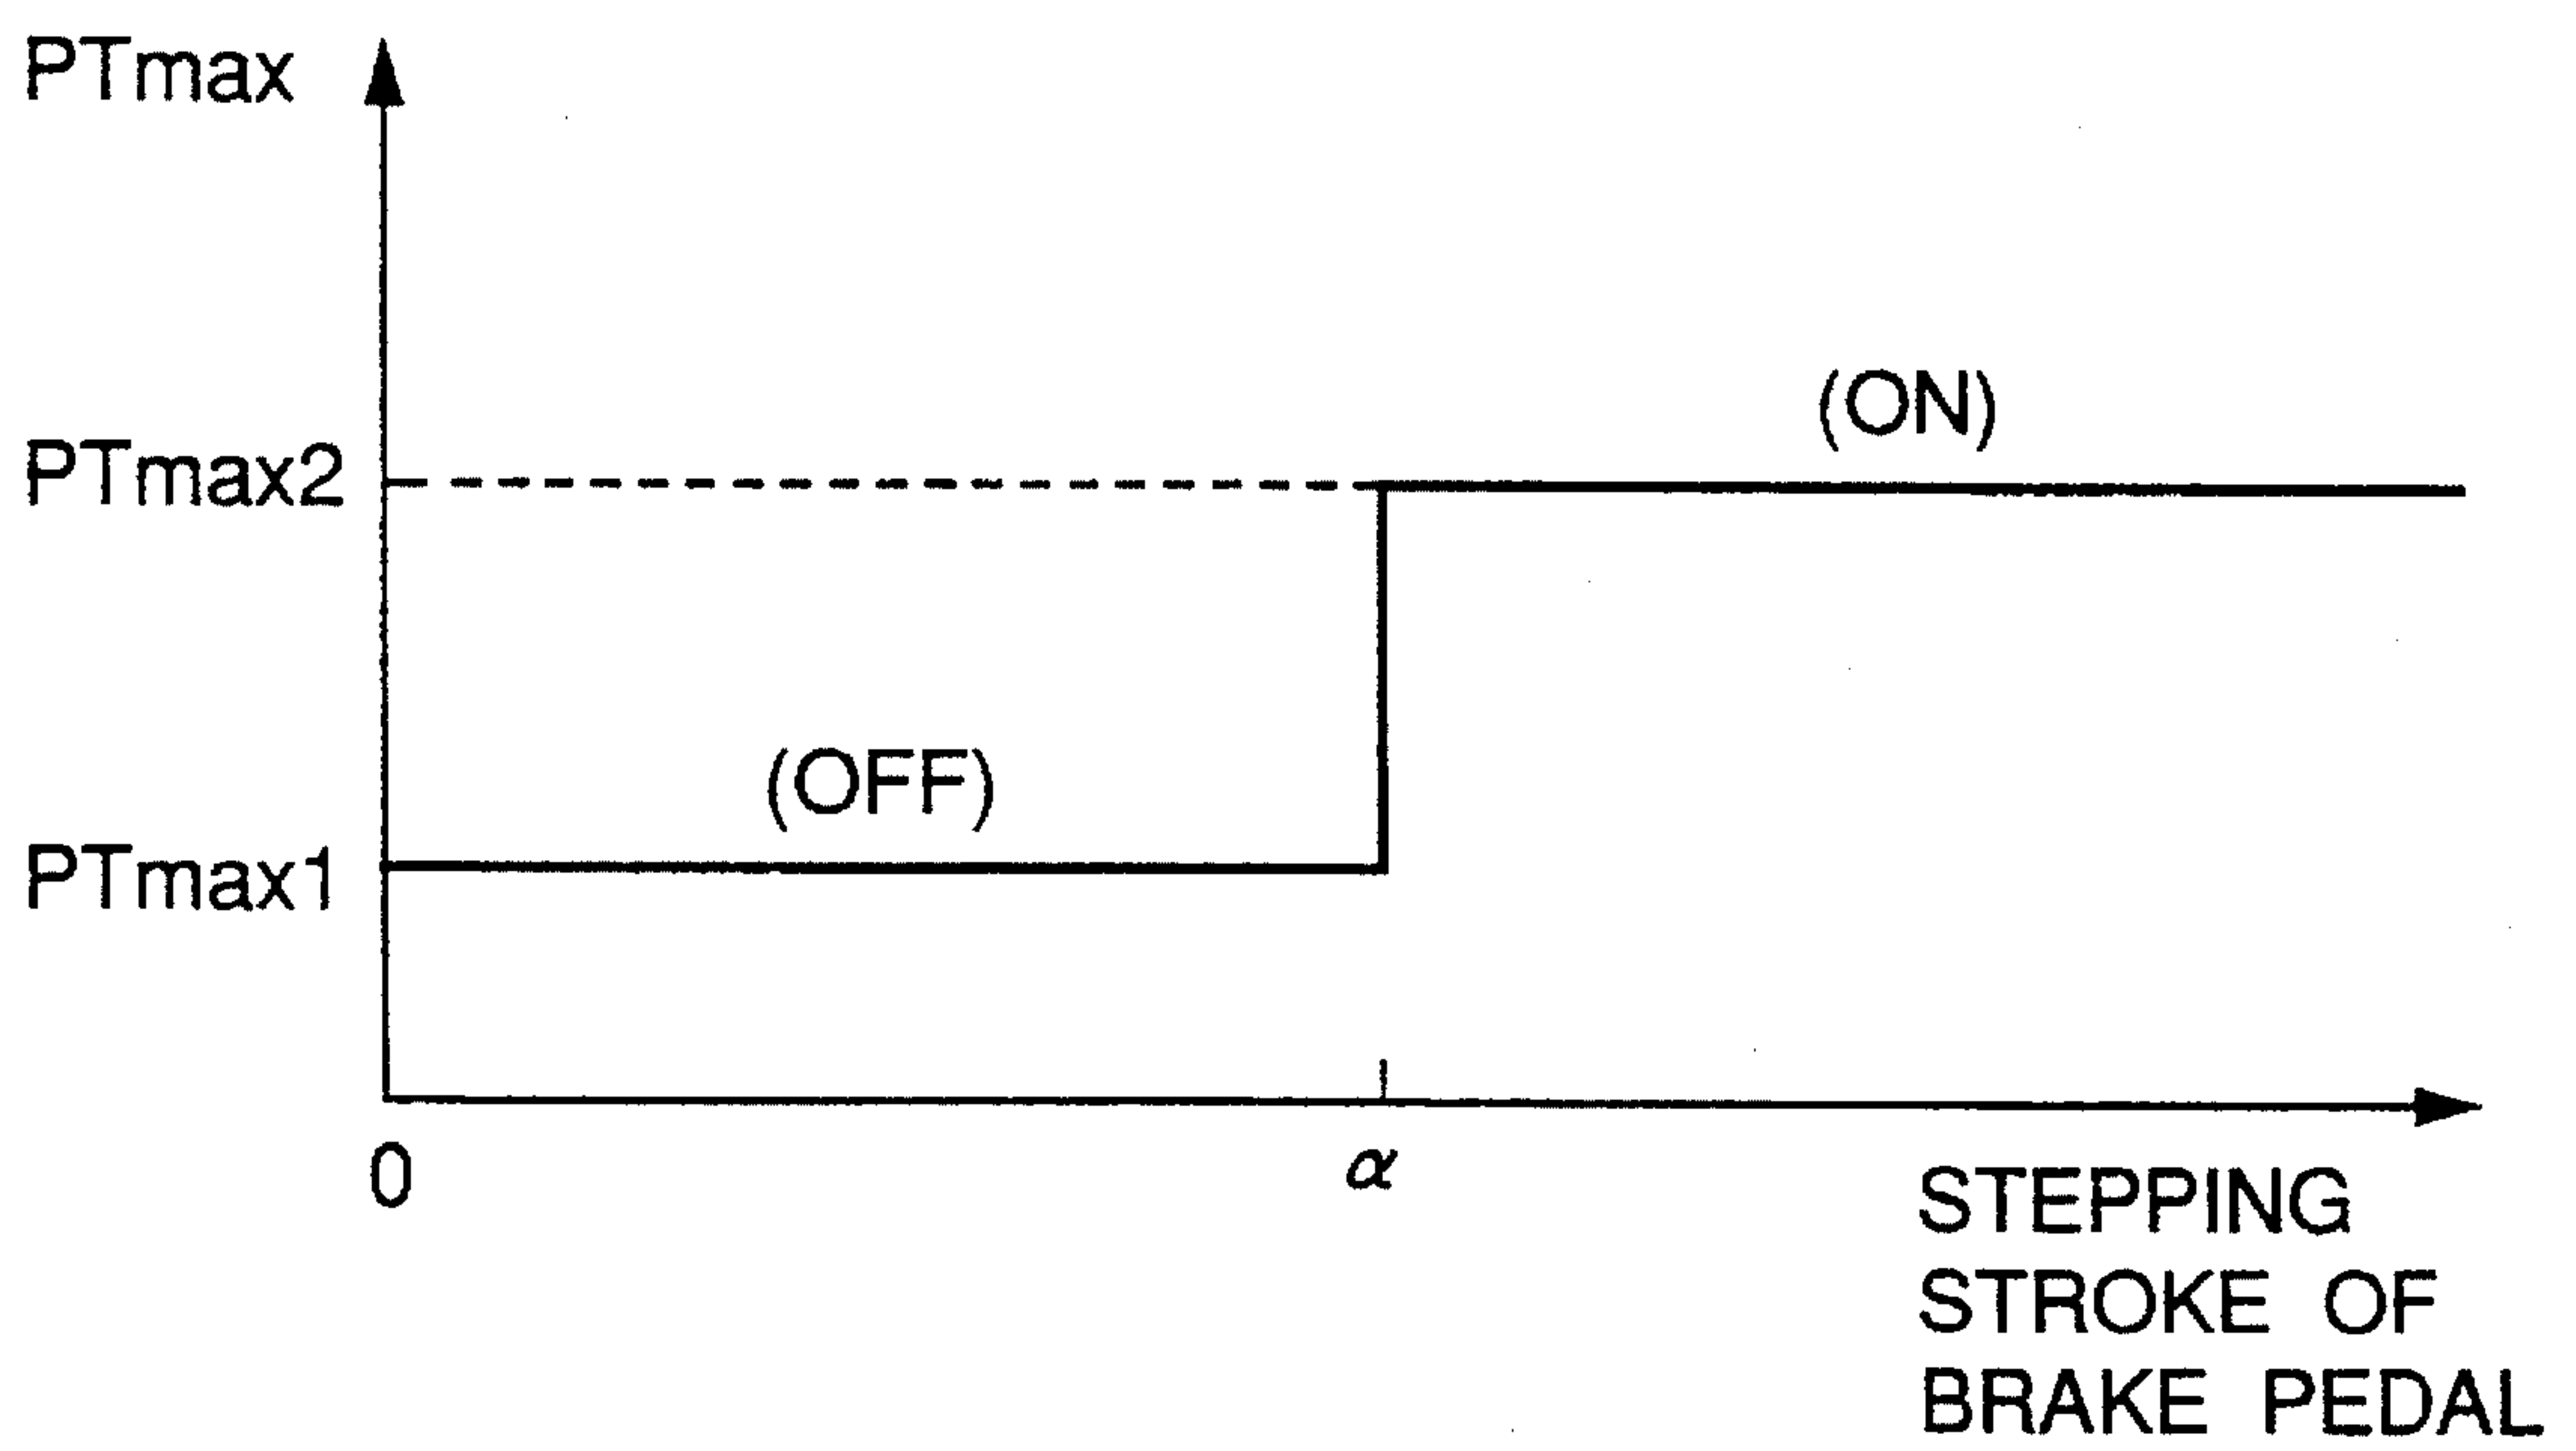 PTmax
(ON)
PTmax2
(OFF)
PTmax1
0
α
STEPPING
STROKE OF
BRAKE PEDAL